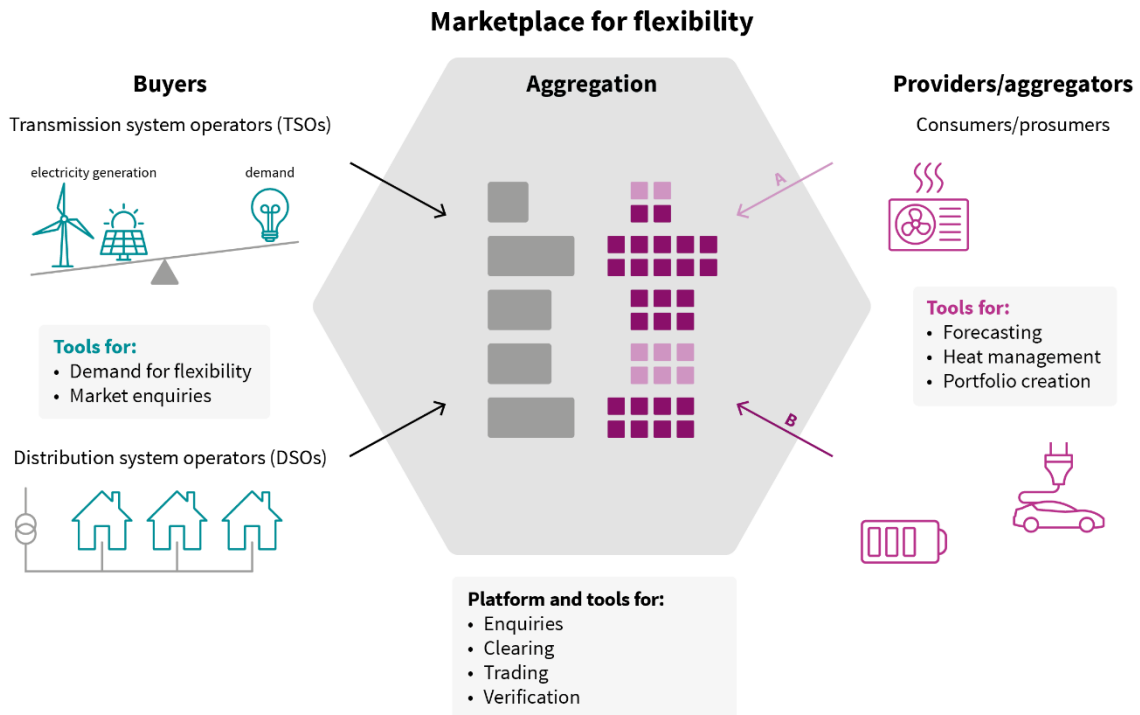 Marketplace for flexibility
Buyers
Transmission system operators (TSOs)
electricity generation
demand
Tools for:
• Demand for flexibility
• Market enquiries
Distribution system operators (DSOs)
Aggregation
A
B
Platform and tools for:
• Enquiries
• Clearing
• Trading
• Verification
Providers/aggregators
Consumers/prosumers
Tools for:
• Forecasting
• Heat management
• Portfolio creation